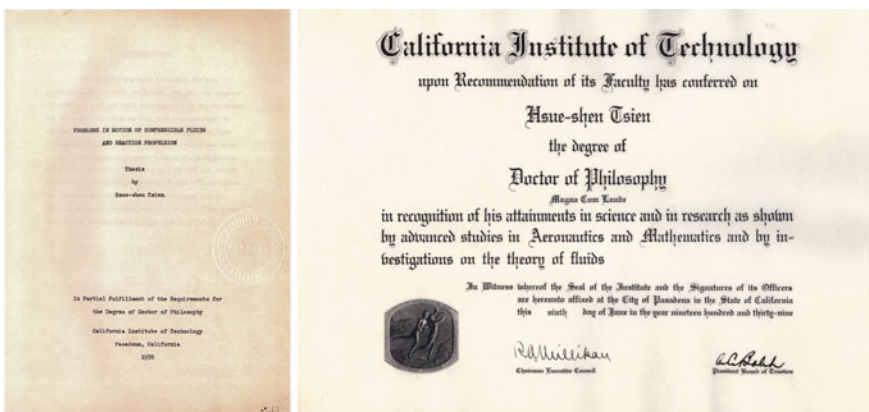 PROBLEMS IN MOTION OF COMPRESSIBLE FLUIDS
AND REACTION PROPULSION
Thesis
by
Hsue-shen Tsien
In Partial Fulfillment of the Requirements for
the Degree of Doctor of Philosophy
California Institute of Technology
Pasadena, California
1938
California Institute of Technology
upon Recommendation of its Faculty has conferred on
Hsue-shen Tsien
the degree of
Doctor of Philosophy
Magna Cum Laude
in recognition of his attainments in science and in research as shown
by advanced studies in Aeronautics and Mathematics and by in-
vestigations on the theory of fluids
In Witness whereof the Seal of the Institute and the Signatures of its Officers
are hereunto affixed at the City of Pasadena in the State of California
this ninth day of June in the year nineteen hundred and thirty-nine
R A Millikan
Chairman Executive Council
President Board of Trustees